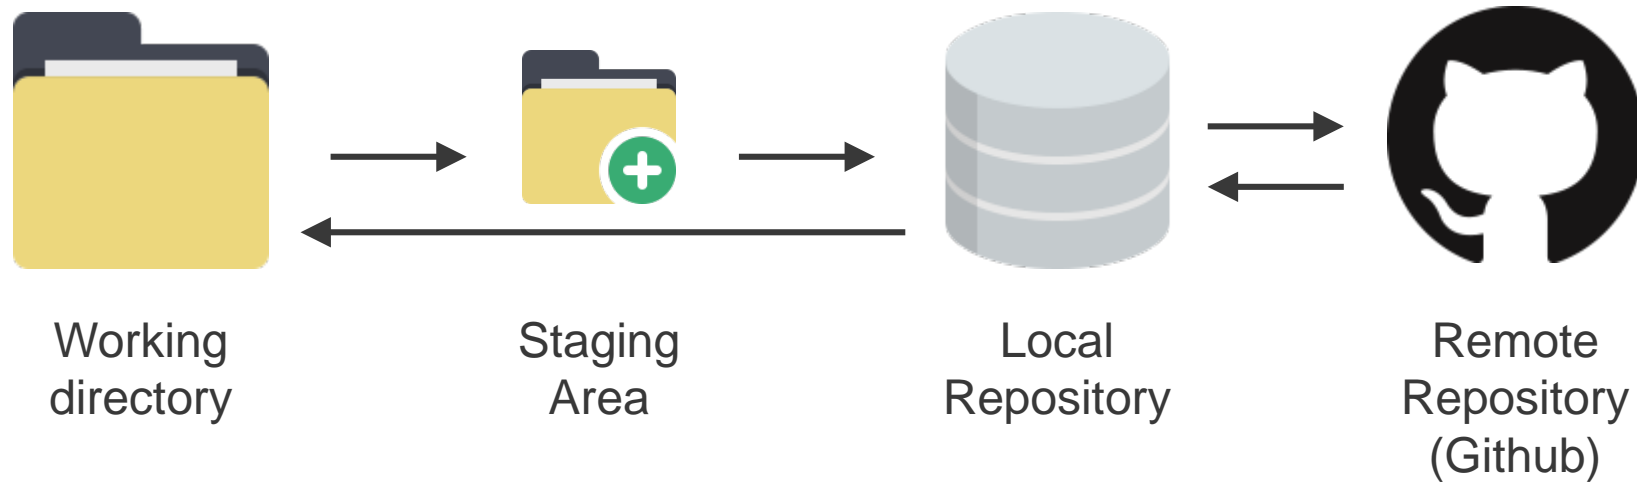 Working
directory
Staging
Area
Local
Repository
Remote
Repository
(Github)